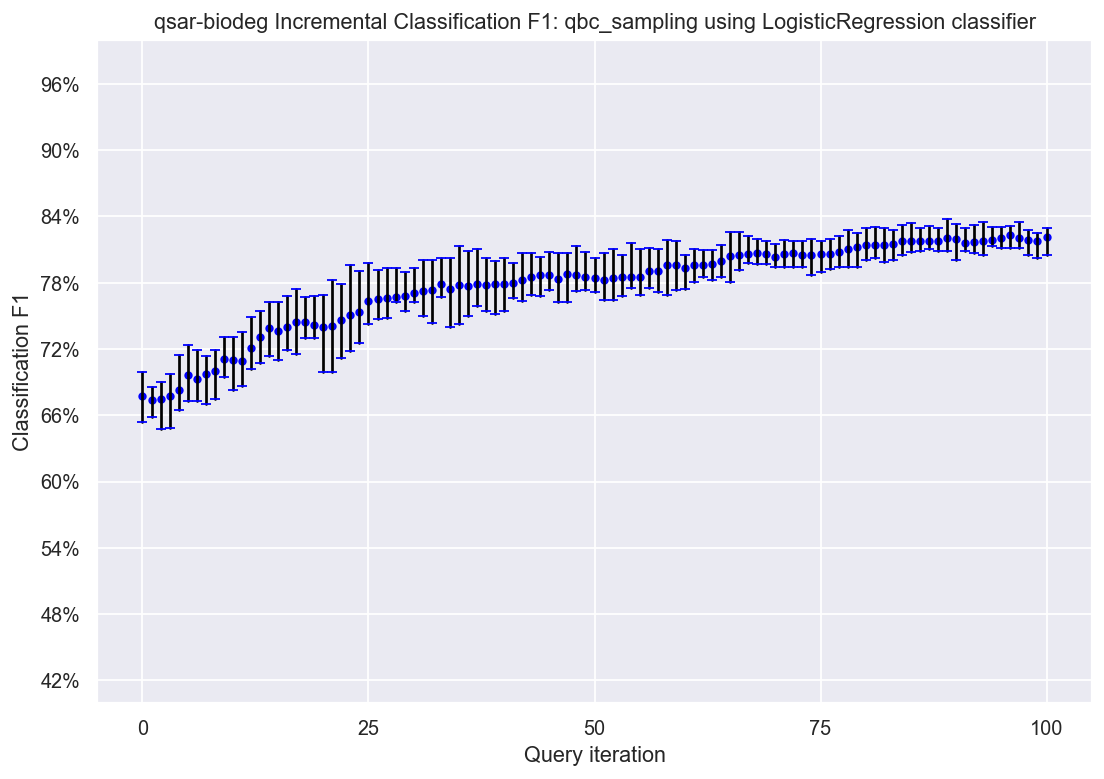 qsar-biodeg Incremental Classification F1: qbc_sampling using LogisticRegression classifier
96%
90%
84%
78%
72%
66%
60%
54%
48%
42%
Classification F1
0 25 50 75 100
Query iteration